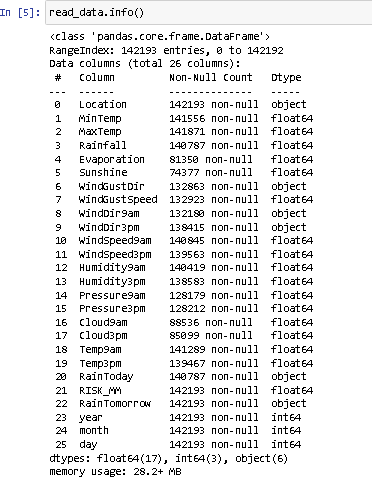 In [5]: read_data.info()
<class 'pandas.core.frame.DataFrame'>
RangeIndex: 142193 entries, 0 to 142192
Data columns (total 26 columns):
 #   Column         Non-Null Count   Dtype
---  ------         --------------   -----
 0   Location       142193 non-null  object
 1   MinTemp        141556 non-null  float64
 2   MaxTemp        141871 non-null  float64
 3   Rainfall       140787 non-null  float64
 4   Evaporation    81350 non-null   float64
 5   Sunshine       74377 non-null   float64
 6   WindGustDir    132863 non-null  object
 7   WindGustSpeed  132923 non-null  float64
 8   WindDir9am     132180 non-null  object
 9   WindDir3pm     138415 non-null  object
 10  WindSpeed9am   140845 non-null  float64
 11  WindSpeed3pm   139563 non-null  float64
 12  Humidity9am    140419 non-null  float64
 13  Humidity3pm    138583 non-null  float64
 14  Pressure9am    128179 non-null  float64
 15  Pressure3pm    128212 non-null  float64
 16  Cloud9am       88536 non-null   float64
 17  Cloud3pm       85099 non-null   float64
 18  Temp9am        141289 non-null  float64
 19  Temp3pm        139467 non-null  float64
 20  RainToday      140787 non-null  object
 21  RISK_MM        142193 non-null  float64
 22  RainTomorrow   142193 non-null  object
 23  year           142193 non-null  int64
 24  month          142193 non-null  int64
 25  day            142193 non-null  int64
dtypes: float64(17), int64(3), object(6)
memory usage: 28.2+ MB